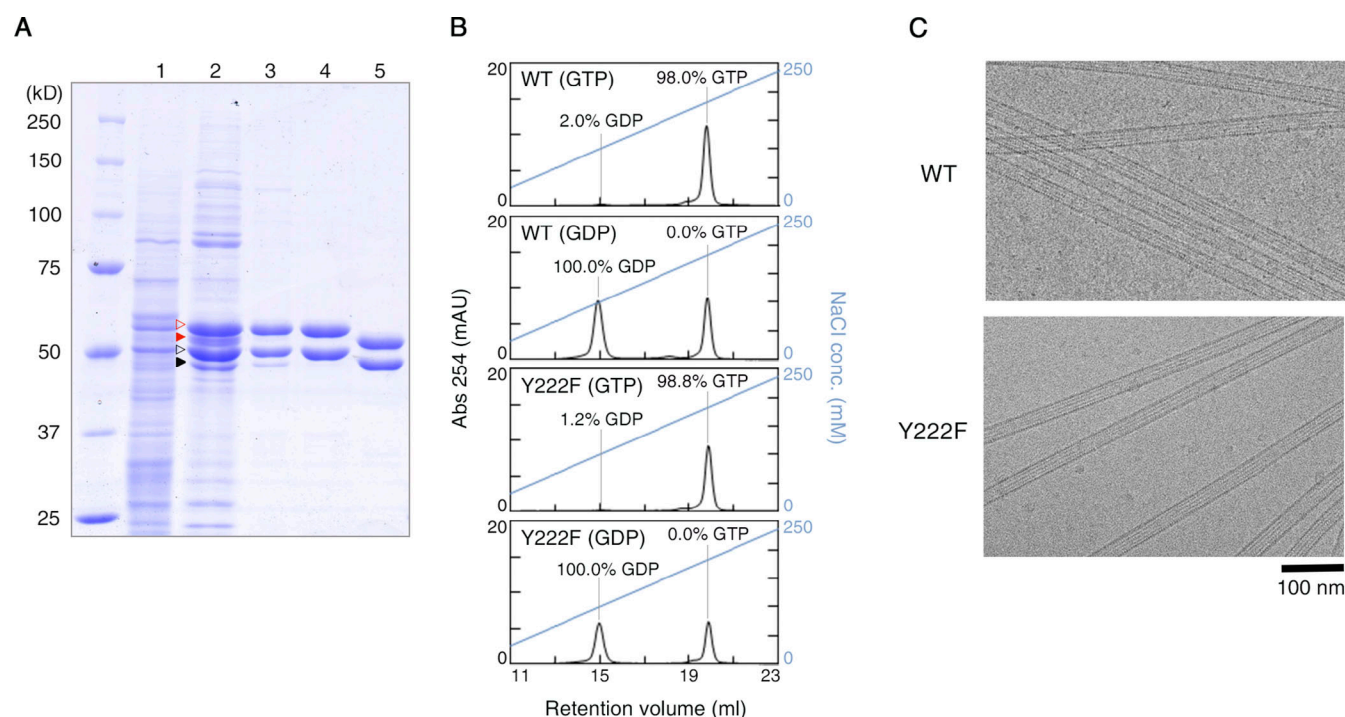 A
1 2 3 4 5
(kD)
250
150
100
75
50
37
25
B
Abs 254 (mAU)
NaCl conc. (mM)
20
0
250
0
WT (GTP)
98.0% GTP
2.0% GDP
20
0
250
0
WT (GDP)
0.0% GTP
100.0% GDP
20
0
250
0
Y222F (GTP)
98.8% GTP
1.2% GDP
20
0
250
0
Y222F (GDP)
0.0% GTP
100.0% GDP
11 15 19 23
Retention volume (ml)
C
WT
Y222F
100 nm